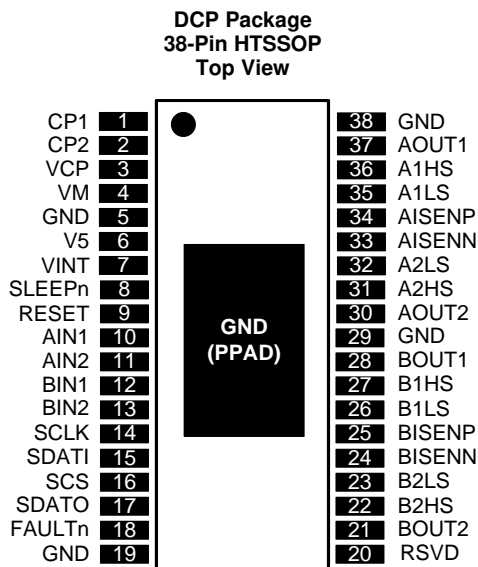 DCP Package
38-Pin HTSSOP
Top View
CP1 1 38 GND
CP2 2 37 AOUT1
VCP 3 36 A1HS
VM 4 35 A1LS
GND 5 34 AISENP
V5 6 33 AISENN
VINT 7 32 A2LS
SLEEPn 8 31 A2HS
RESET 9 30 AOUT2
AIN1 10 29 GND
AIN2 11 28 BOUT1
BIN1 12 27 B1HS
BIN2 13 26 B1LS
SCLK 14 25 BISENP
SDATI 15 24 BISENN
SCS 16 23 B2LS
SDATO 17 22 B2HS
FAULTn 18 21 BOUT2
GND 19 20 RSVD
GND
(PPAD)